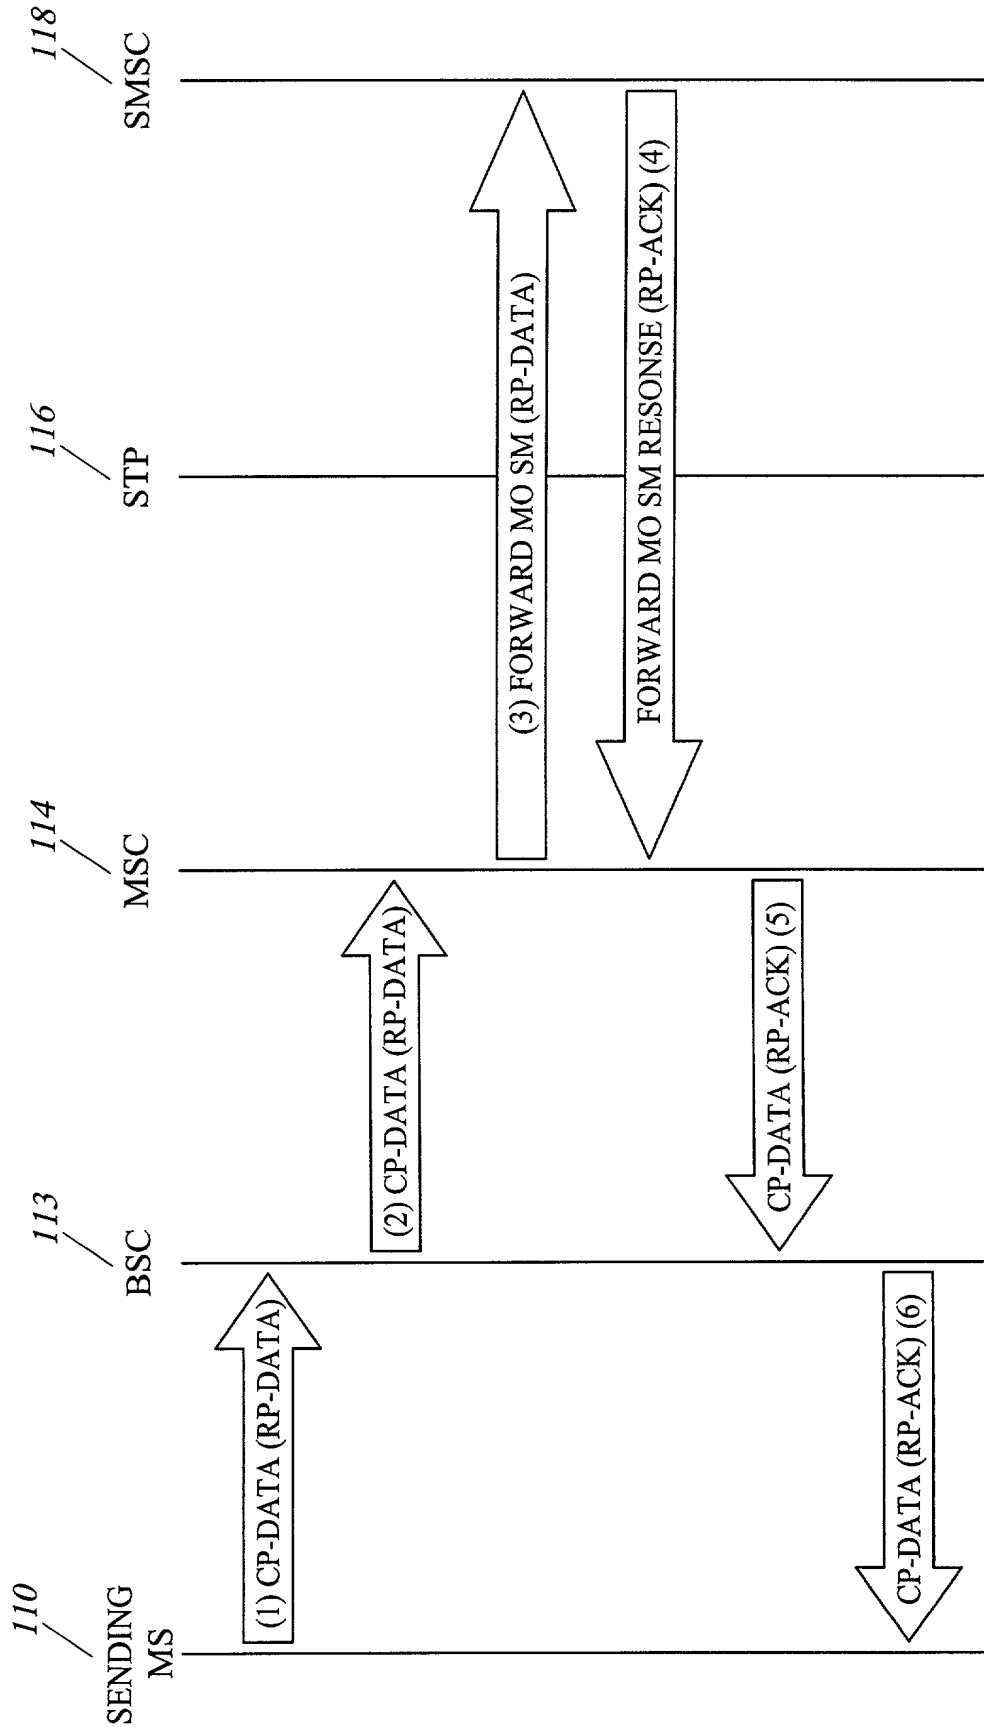 110
SENDING
MS
113
BSC
114
MSC
116
STP
118
SMSC
(1) CP-DATA (RP-DATA)
(2) CP-DATA (RP-DATA)
(3) FORWARD MO SM (RP-DATA)
FORWARD MO SM RESONSE (RP-ACK) (4)
CP-DATA (RP-ACK) (5)
CP-DATA (RP-ACK) (6)